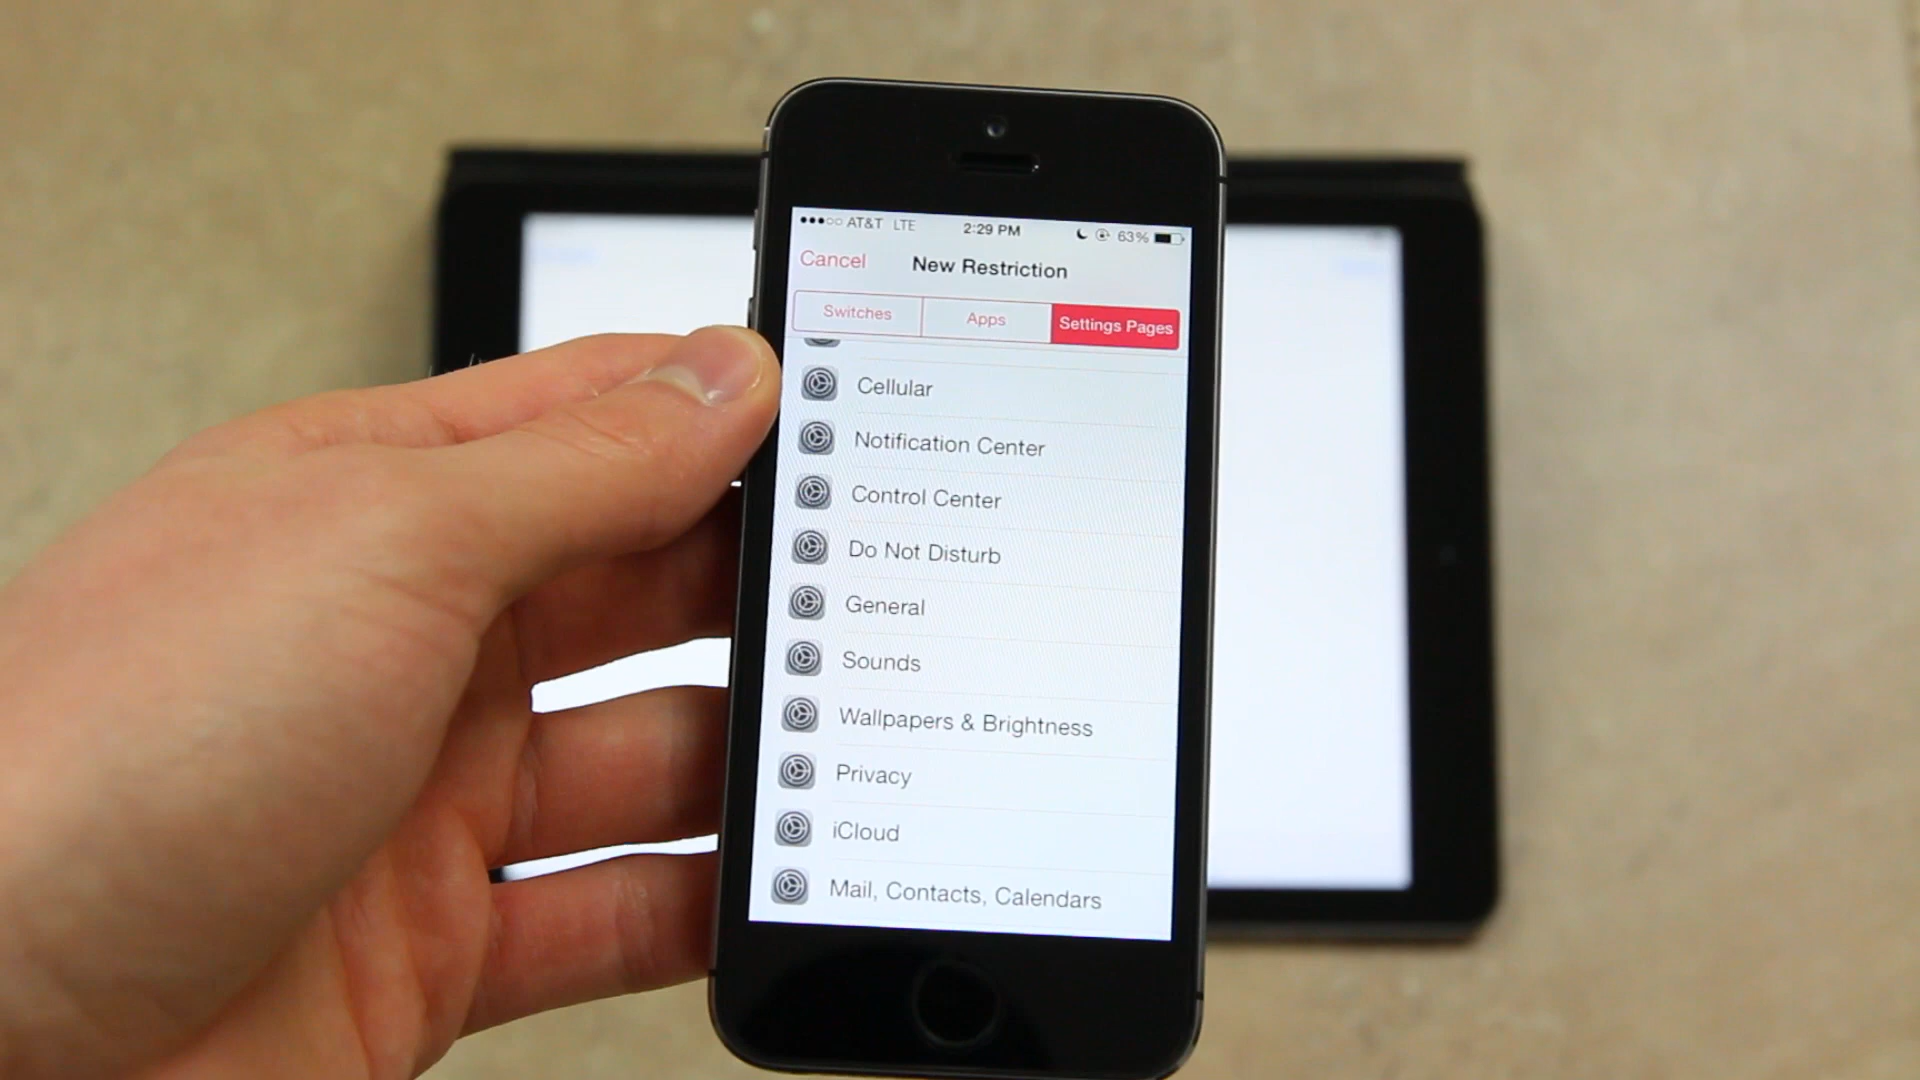 AT&T LTE 2:29 PM 63%
Cancel New Restriction
Switches Apps Settings Pages
Cellular
Notification Center
Control Center
Do Not Disturb
General
Sounds
Wallpapers & Brightness
Privacy
iCloud
Mail, Contacts, Calendars